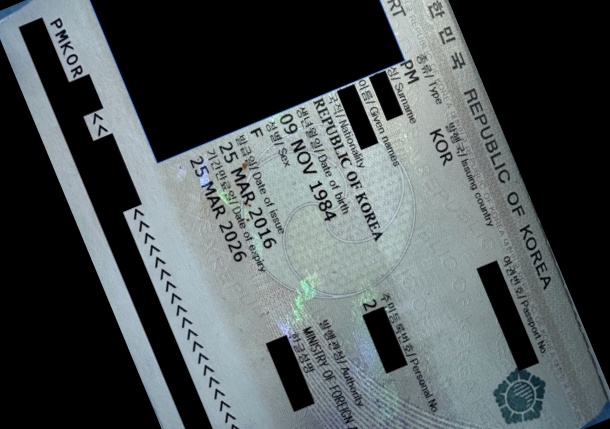 대한민국 REPUBLIC OF KOREA
종류/Type
발행국/Issuing country
여권번호/Passport No.
PM
KOR
성/Surname
이름/Given names
국적/Nationality
REPUBLIC OF KOREA
생년월일/Date of birth
09 NOV 1984
주민등록번호/Personal No.
2
성별/Sex
F
발급일/Date of issue
25 MAR 2016
발행관청/Authority
MINISTRY OF FOREIGN A
기간만료일/Date of expiry
25 MAR 2026
한글성명
PMKOR
<<
<<<<<<<<<<<<<<<<